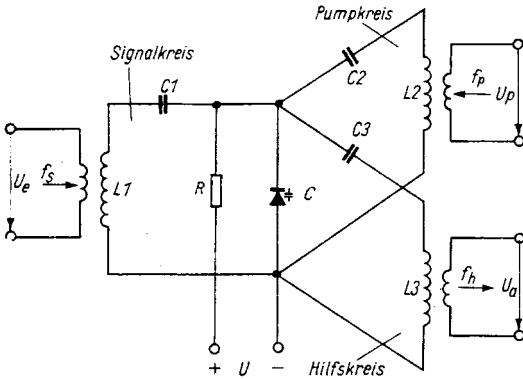 Pumpkreis
Signalkreis
C1
C2
L2
fp
Up
C3
Ue
fs
L1
R
C
L3
fh
Ua
+ U −
Hilfskreis